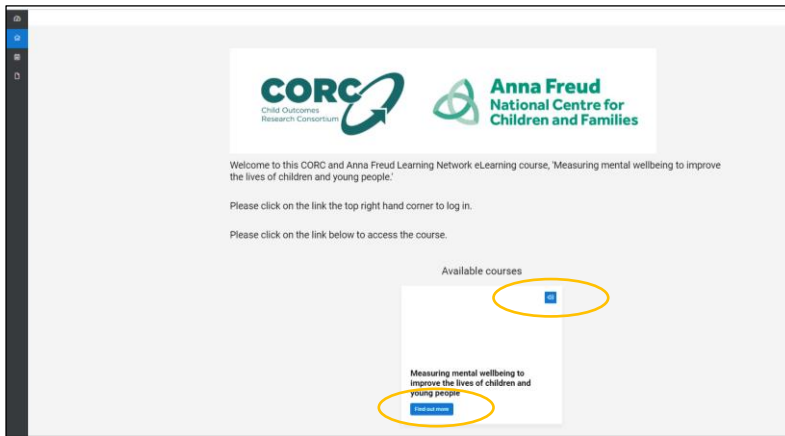 CORC
Child Outcomes
Research Consortium
Anna Freud
National Centre for
Children and Families
Welcome to this CORC and Anna Freud Learning Network eLearning course, 'Measuring mental wellbeing to improve
the lives of children and young people.'
Please click on the link the top right hand corner to log in.
Please click on the link below to access the course.
Available courses
Measuring mental wellbeing to
improve the lives of children and
young people
Find out more